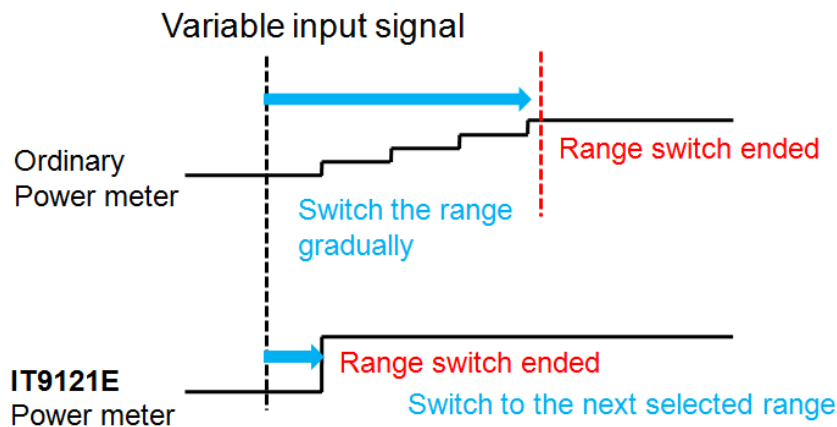 Variable input signal
Ordinary
Power meter
Range switch ended
Switch the range
gradually
IT9121E
Power meter
Range switch ended
Switch to the next selected range